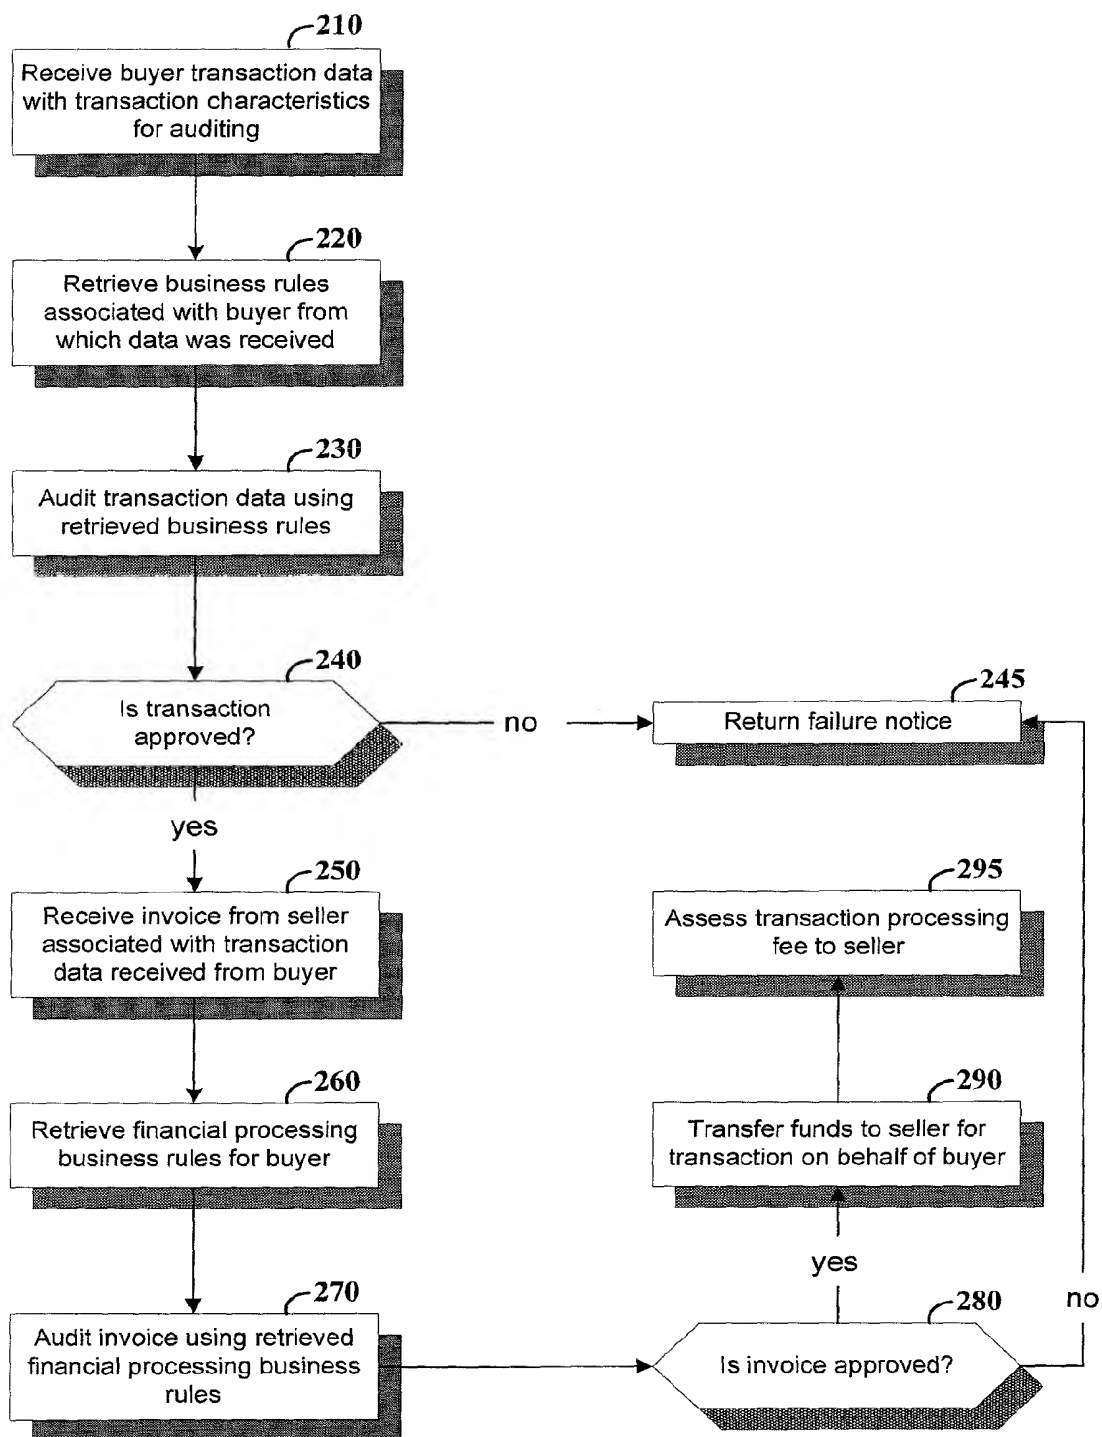 210
Receive buyer transaction data
with transaction characteristics
for auditing
220
Retrieve business rules
associated with buyer from
which data was received
230
Audit transaction data using
retrieved business rules
240
Is transaction
approved?
no
245
Return failure notice
yes
250
Receive invoice from seller
associated with transaction
data received from buyer
295
Assess transaction processing
fee to seller
260
Retrieve financial processing
business rules for buyer
290
Transfer funds to seller for
transaction on behalf of buyer
yes
270
Audit invoice using retrieved
financial processing business
rules
280
Is invoice approved?
no